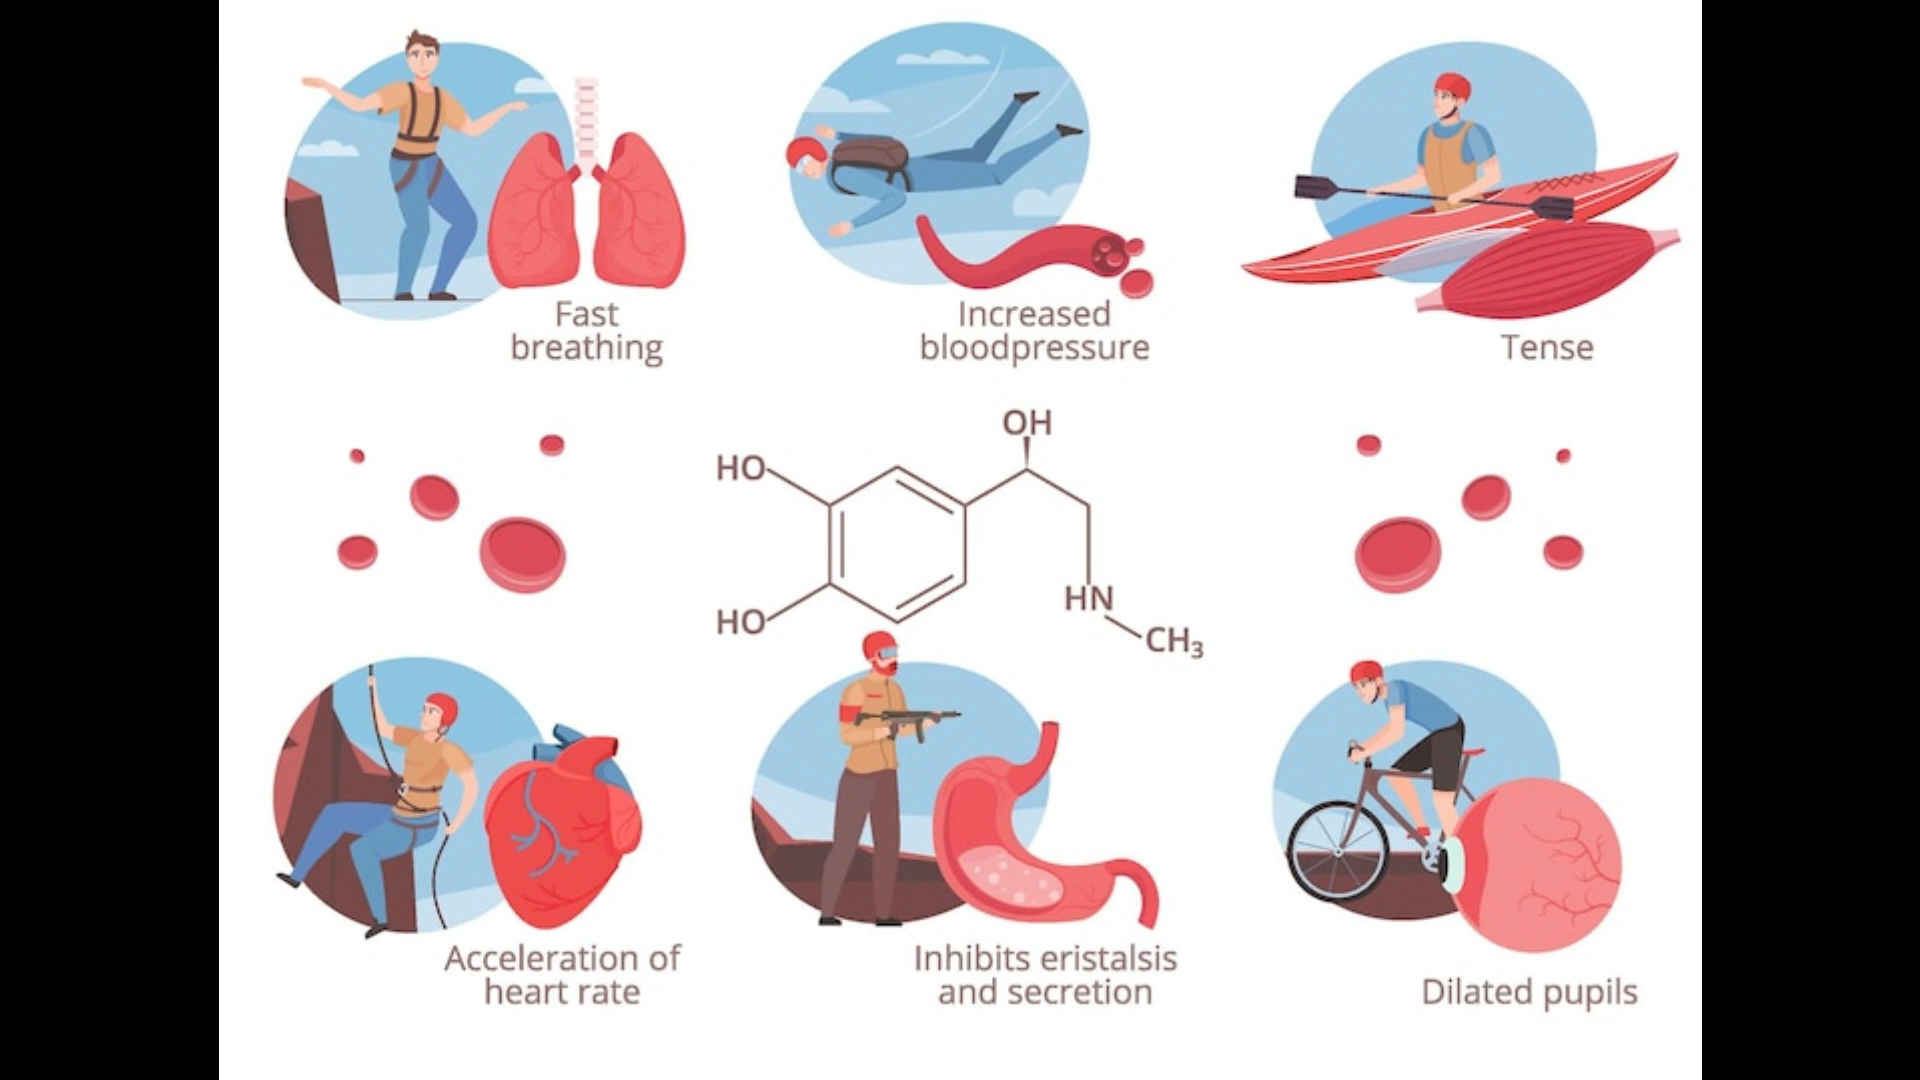 Fast
breathing
Increased
bloodpressure
Tense
OH
HO
HO
HN
CH₃
Acceleration of
heart rate
Inhibits eristalsis
and secretion
Dilated pupils